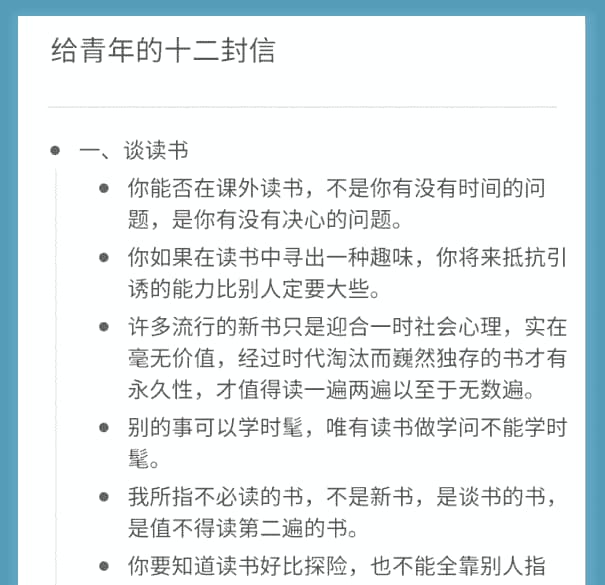 给青年的十二封信
一、谈读书
你能否在课外读书，不是你有没有时间的问
题，是你有没有决心的问题。
你如果在读书中寻出一种趣味，你将来抵抗引
诱的能力比别人定要大些。
许多流行的新书只是迎合一时社会心理，实在
毫无价值，经过时代淘汰而巍然独存的书才有
永久性，才值得读一遍两遍以至于无数遍。
别的事可以学时髦，唯有读书做学问不能学时
髦。
我所指不必读的书，不是新书，是谈书的书，
是值不得读第二遍的书。
你要知道读书好比探险，也不能全靠别人指